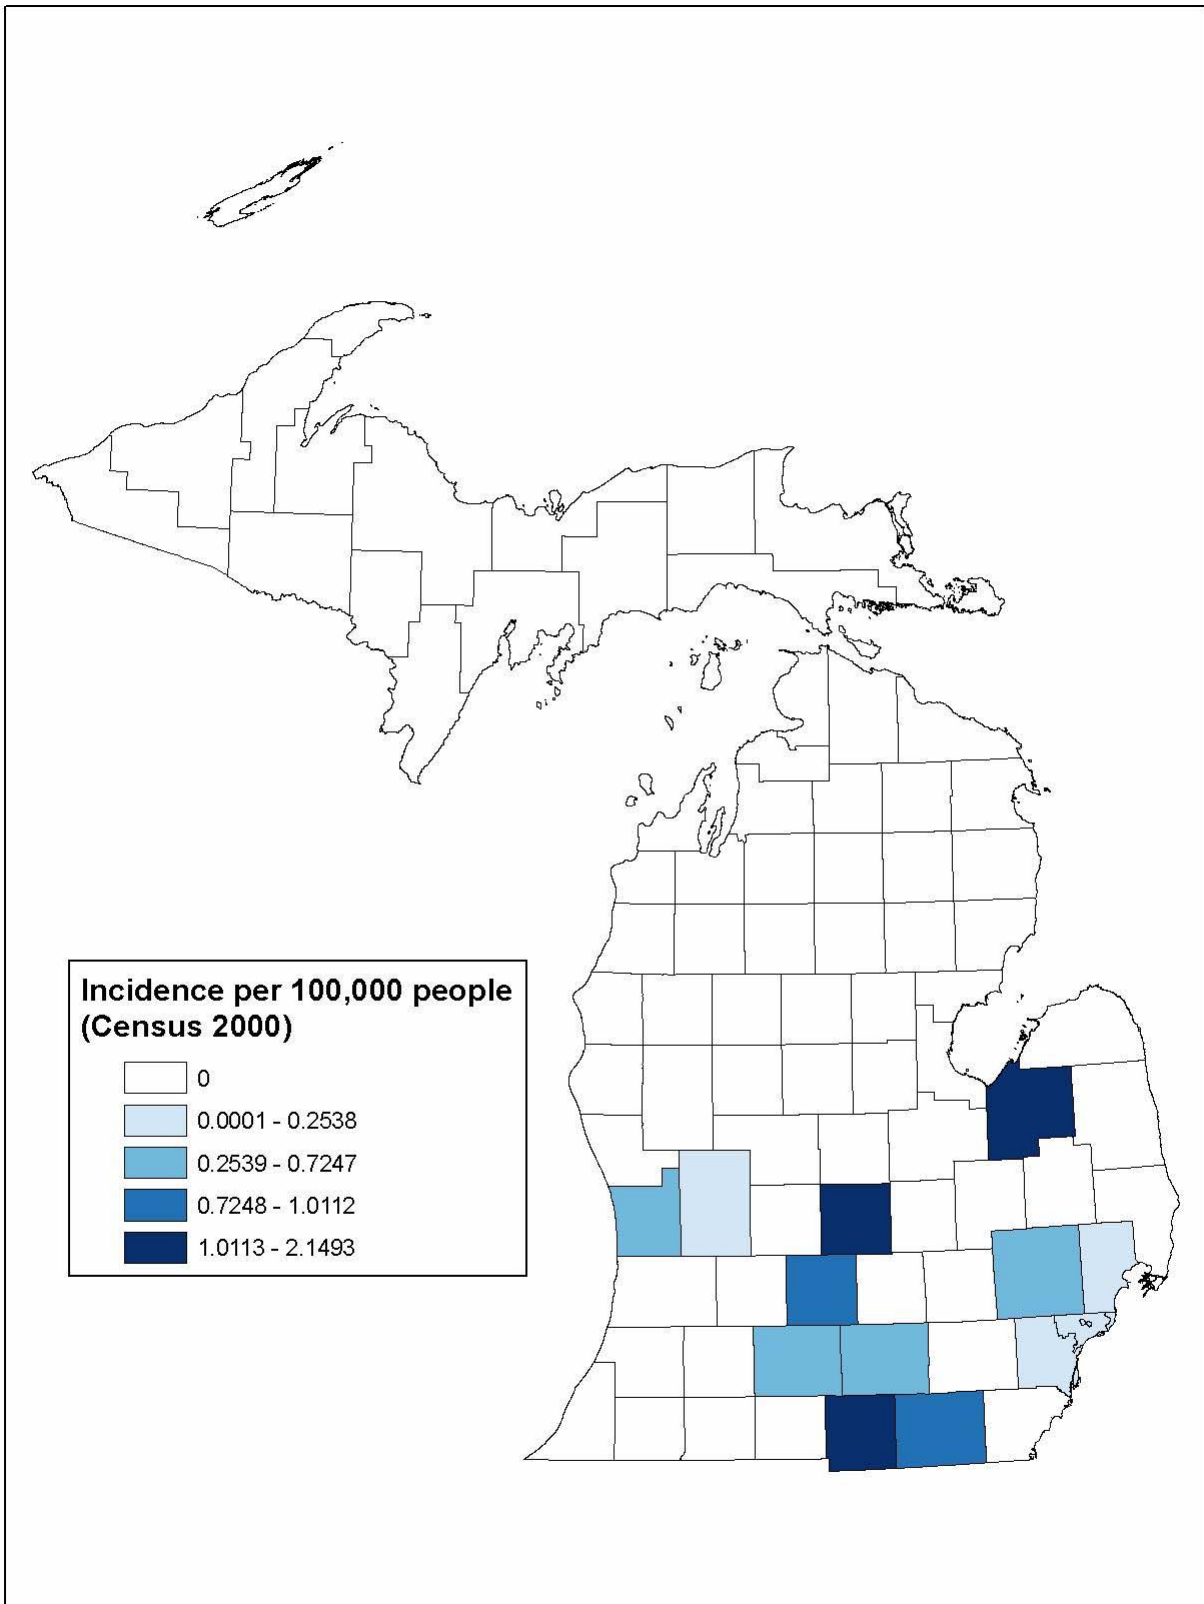 Incidence per 100,000 people
(Census 2000)
0
0.0001 - 0.2538
0.2539 - 0.7247
0.7248 - 1.0112
1.0113 - 2.1493